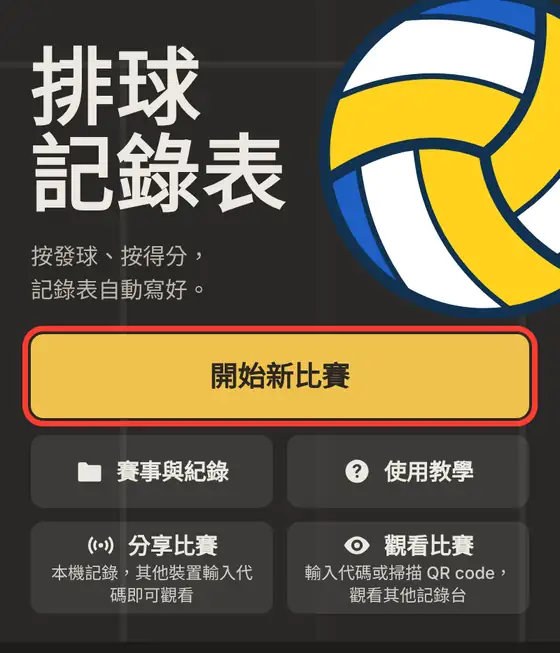 排球
記錄表
按發球、按得分，
記錄表自動寫好。
開始新比賽
賽事與紀錄
使用教學
分享比賽
本機記錄，其他裝置輸入代
碼即可觀看
觀看比賽
輸入代碼或掃描 QR code，
觀看其他記錄台